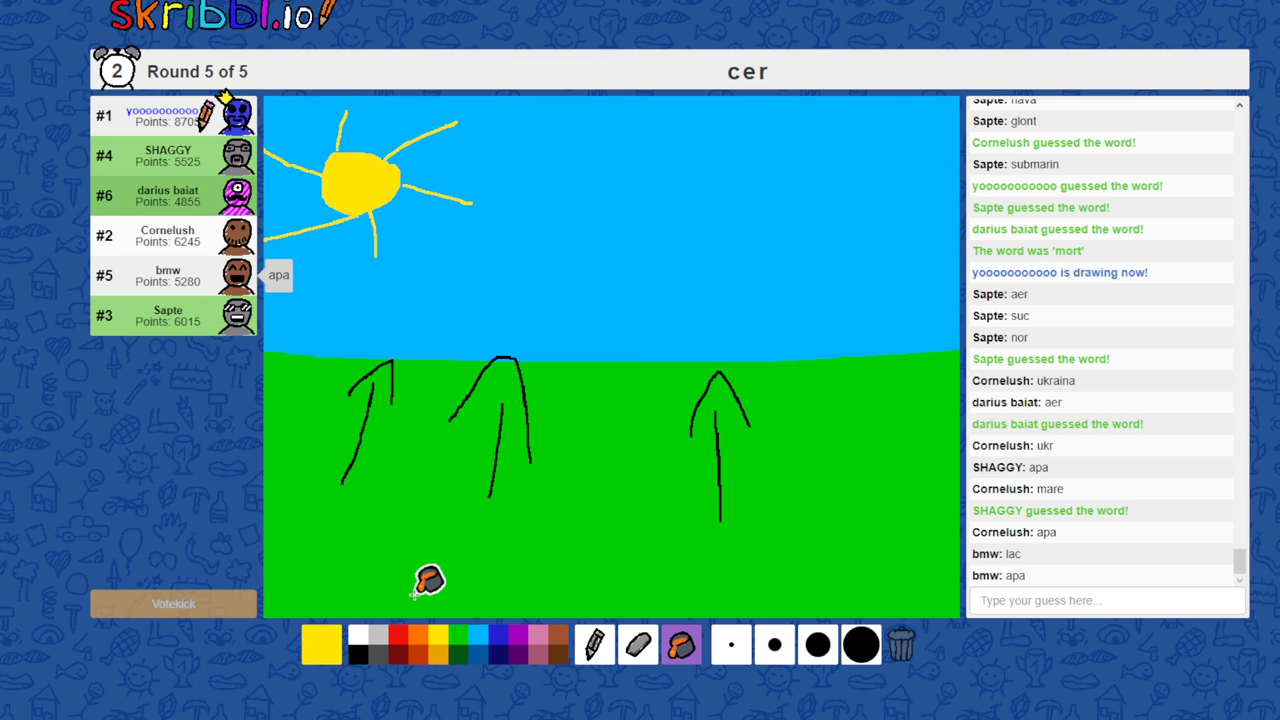 skribbl.io
2 Round 5 of 5
cer
#1 yooooooooooo
Points: 8705
#4 SHAGGY
Points: 5525
#6 darius baiat
Points: 4855
#2 Cornelush
Points: 6245
#5 bmw
Points: 5280
apa
#3 Sapte
Points: 6015
Votekick
Sapte: nava
Sapte: glont
Cornelush guessed the word!
Sapte: submarin
yooooooooooo guessed the word!
Sapte guessed the word!
darius baiat guessed the word!
The word was 'mort'
yooooooooooo is drawing now!
Sapte: aer
Sapte: suc
Sapte: nor
Sapte guessed the word!
Cornelush: ukraina
darius baiat: aer
darius baiat guessed the word!
Cornelush: ukr
SHAGGY: apa
Cornelush: mare
SHAGGY guessed the word!
Cornelush: apa
bmw: lac
bmw: apa
Type your guess here...